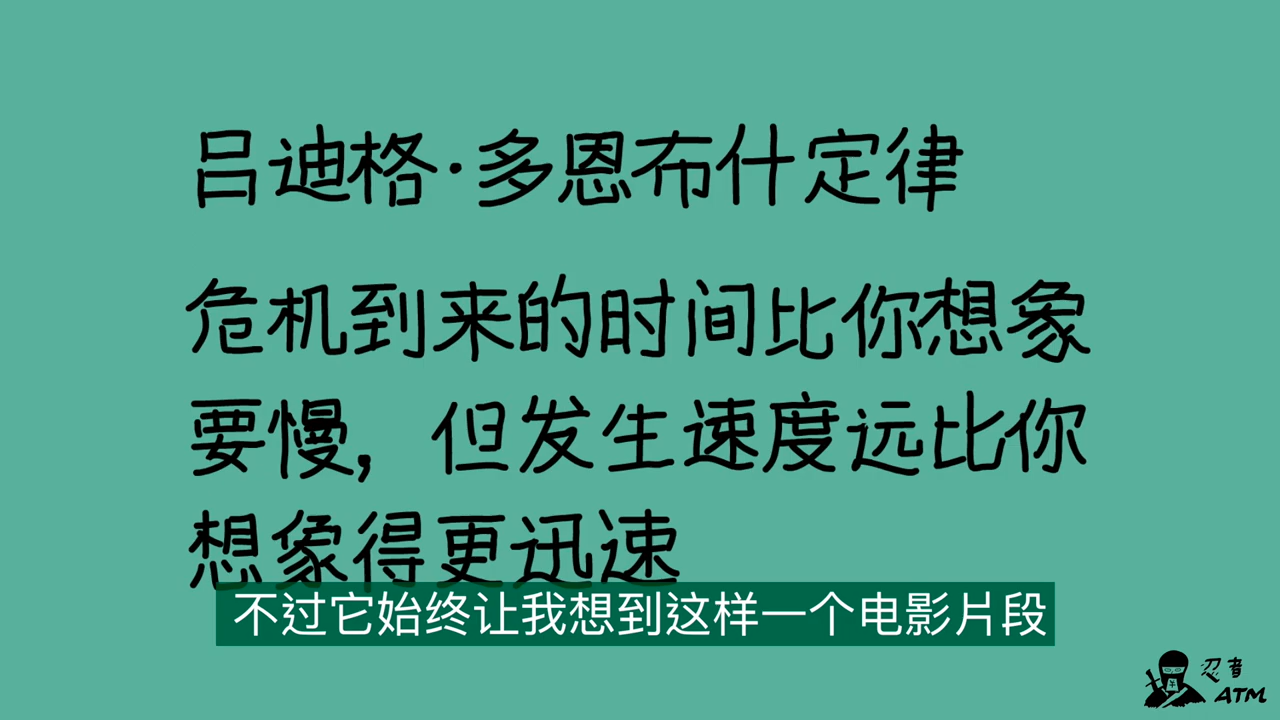 吕迪格·多恩布什定律
危机到来的时间比你想象
要慢，但发生速度远比你
想象得更迅速
不过它始终让我想到这样一个电影片段
忍者
ATM